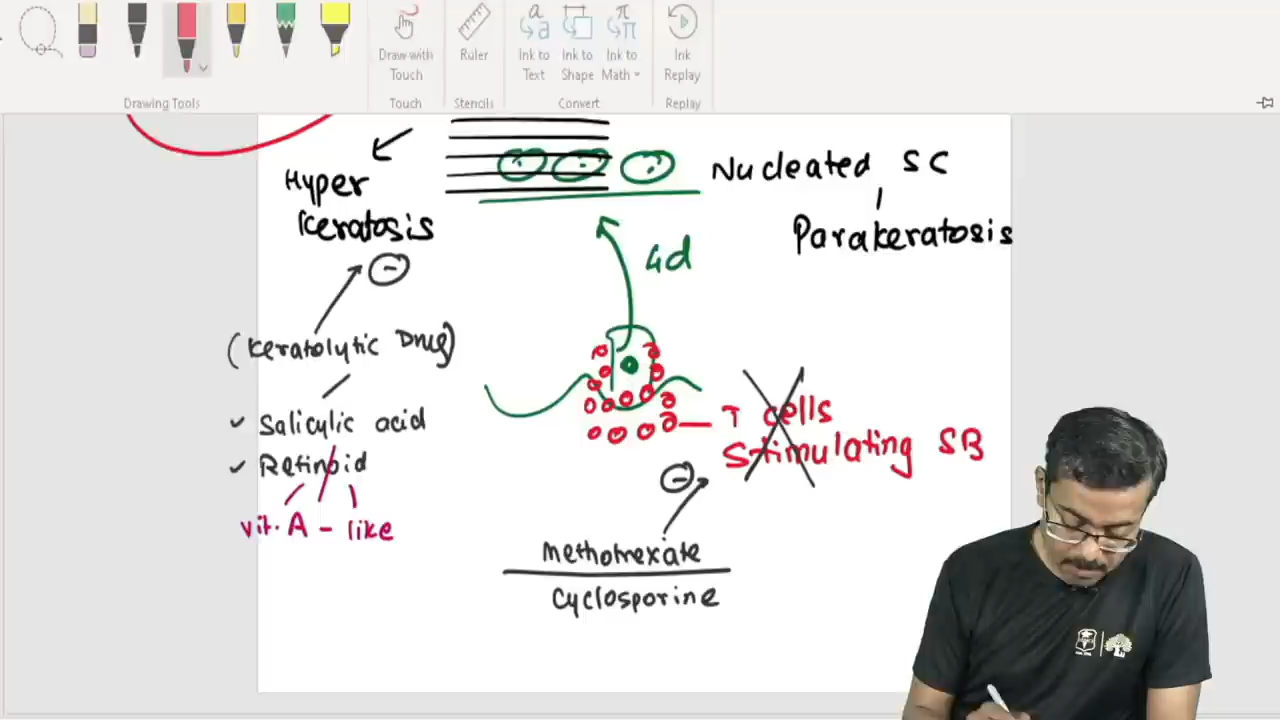 Draw with Touch
Ruler
Ink to Text
Ink to Shape
Ink to Math
Ink Replay
Drawing Tools
Touch
Stencils
Convert
Replay
Hyper
Keratosis
Nucleated SC
Parakeratosis
4d
(Keratolytic Drug)
Salicylic acid
Retinoid
vit. A - like
T cells
Stimulating SB
Methotrexate
Cyclosporine